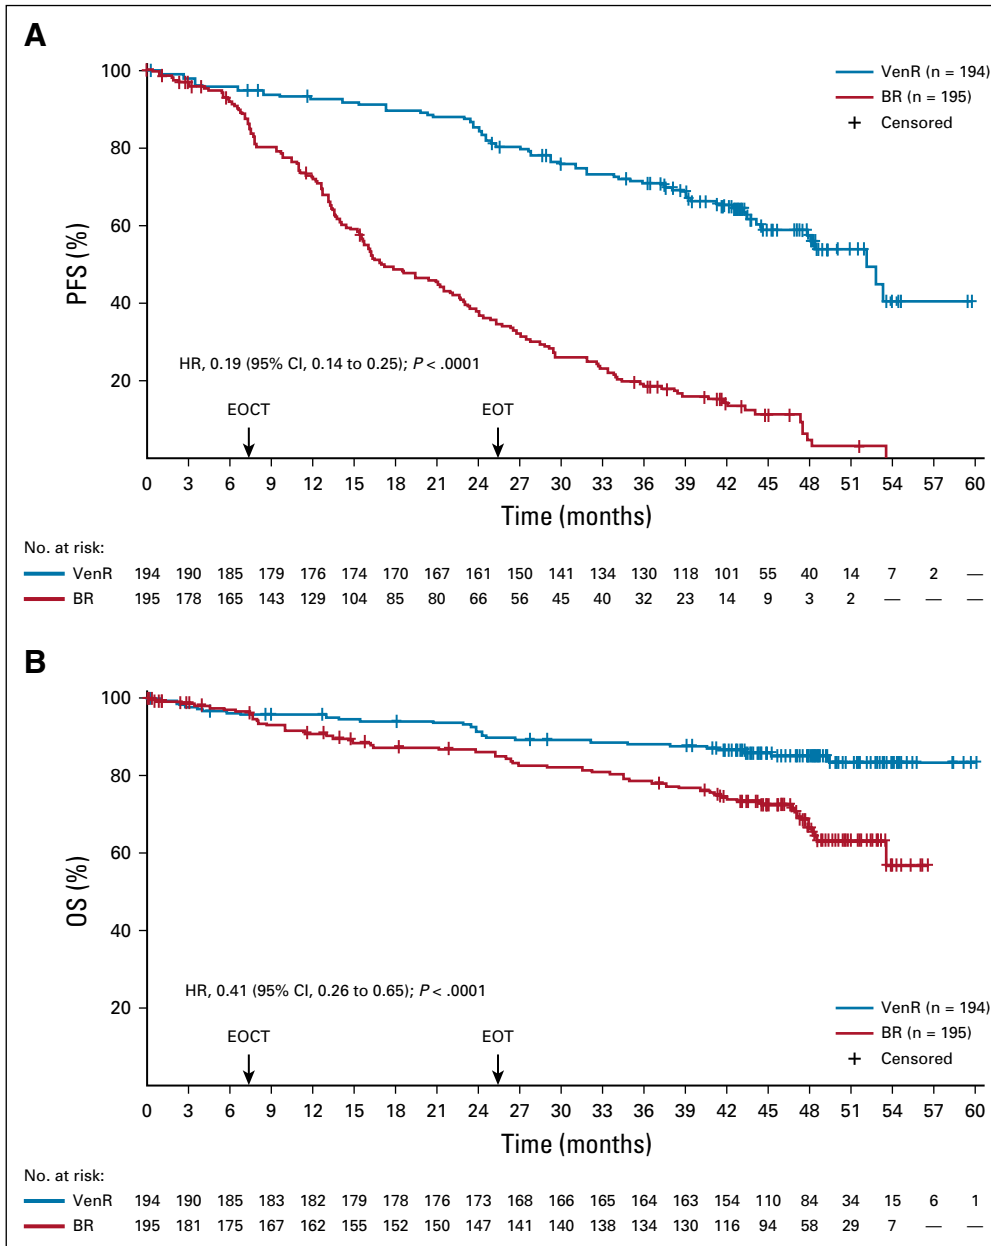 A
100
80
60
40
20
PFS (%)
VenR (n = 194)
BR (n = 195)
Censored
HR, 0.19 (95% CI, 0.14 to 0.25); P < .0001
EOCT
EOT
0 3 6 9 12 15 18 21 24 27 30 33 36 39 42 45 48 51 54 57 60
Time (months)
No. at risk:
VenR 194 190 185 179 176 174 170 167 161 150 141 134 130 118 101 55 40 14 7 2 —
BR 195 178 165 143 129 104 85 80 66 56 45 40 32 23 14 9 3 2 — — —
B
100
80
60
40
20
OS (%)
HR, 0.41 (95% CI, 0.26 to 0.65); P < .0001
VenR (n = 194)
BR (n = 195)
Censored
EOCT
EOT
0 3 6 9 12 15 18 21 24 27 30 33 36 39 42 45 48 51 54 57 60
Time (months)
No. at risk:
VenR 194 190 185 183 182 179 178 176 173 168 166 165 164 163 154 110 84 34 15 6 1
BR 195 181 175 167 162 155 152 150 147 141 140 138 134 130 116 94 58 29 7 — —